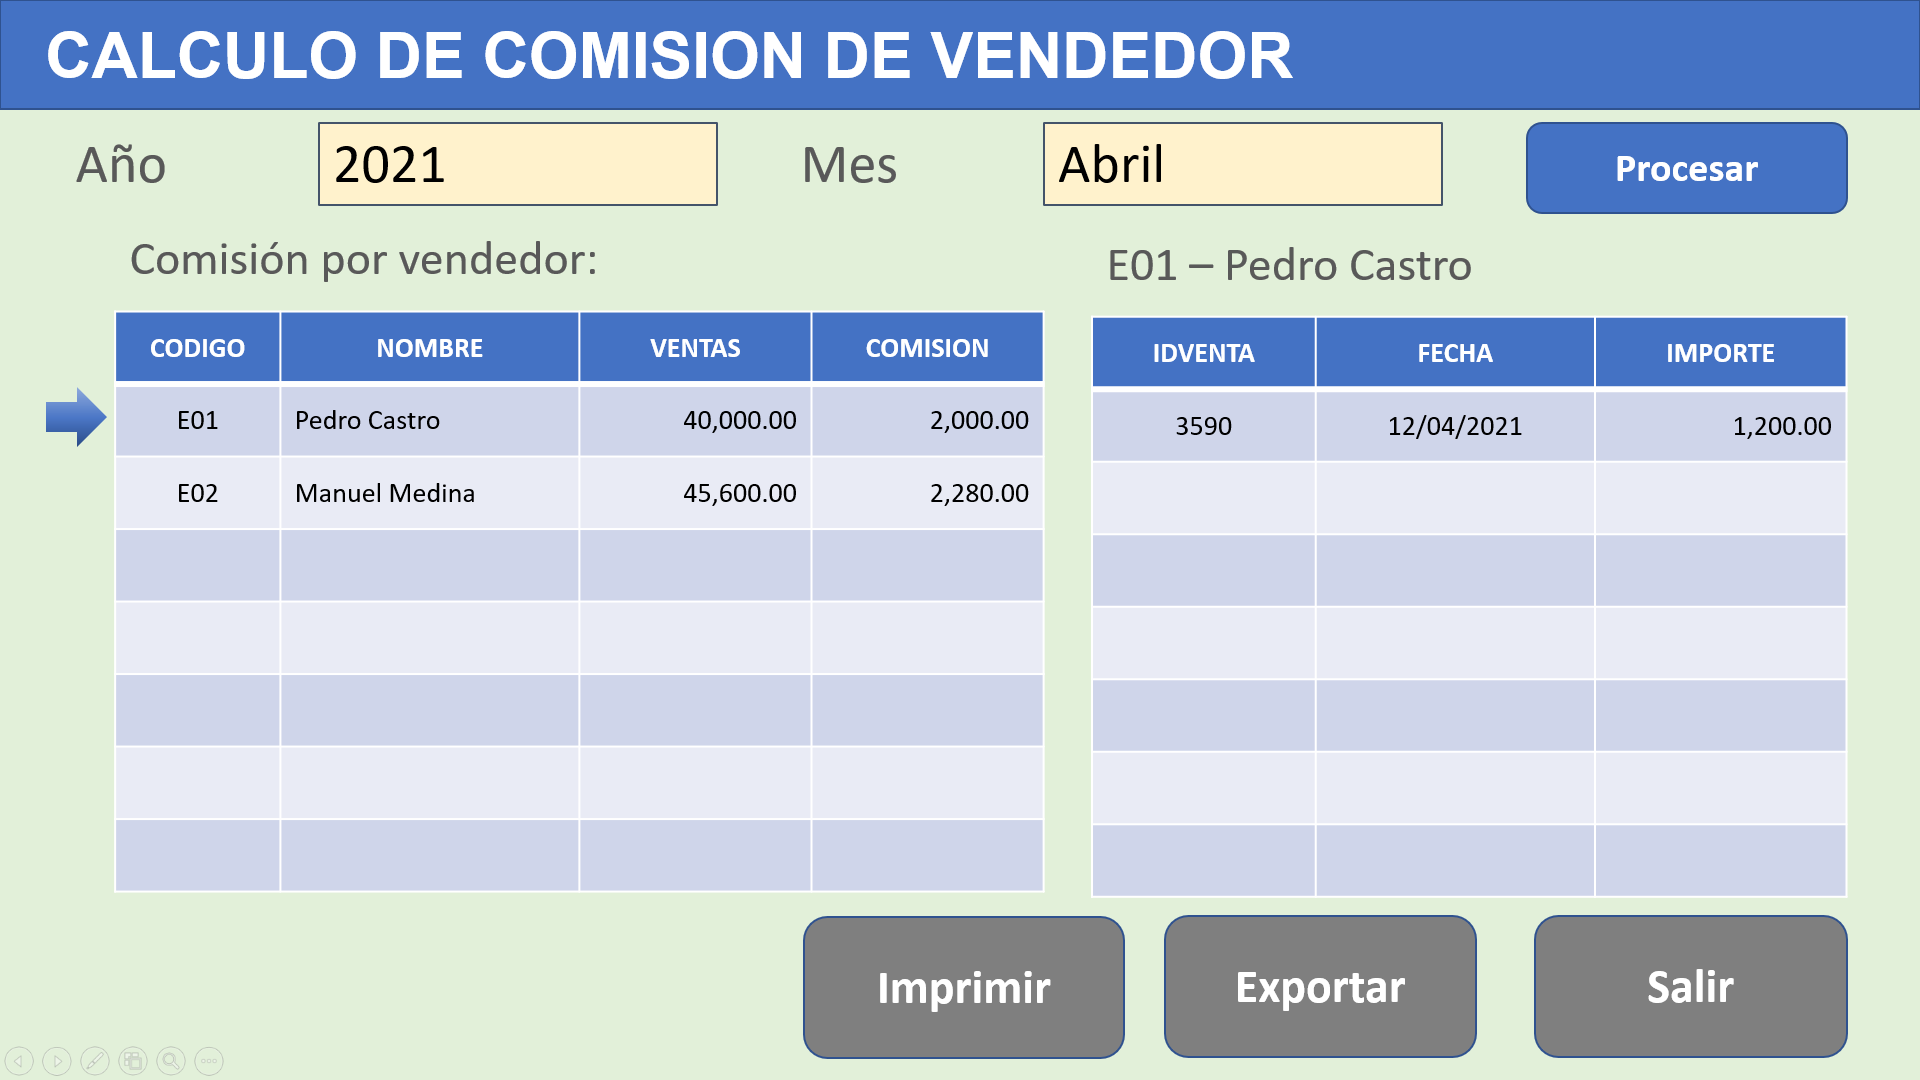 CALCULO DE COMISION DE VENDEDOR
Año 2021 Mes Abril Procesar
Comisión por vendedor:
E01 – Pedro Castro
CODIGO NOMBRE VENTAS COMISION
E01 Pedro Castro 40,000.00 2,000.00
E02 Manuel Medina 45,600.00 2,280.00
IDVENTA FECHA IMPORTE
3590 12/04/2021 1,200.00
Imprimir Exportar Salir